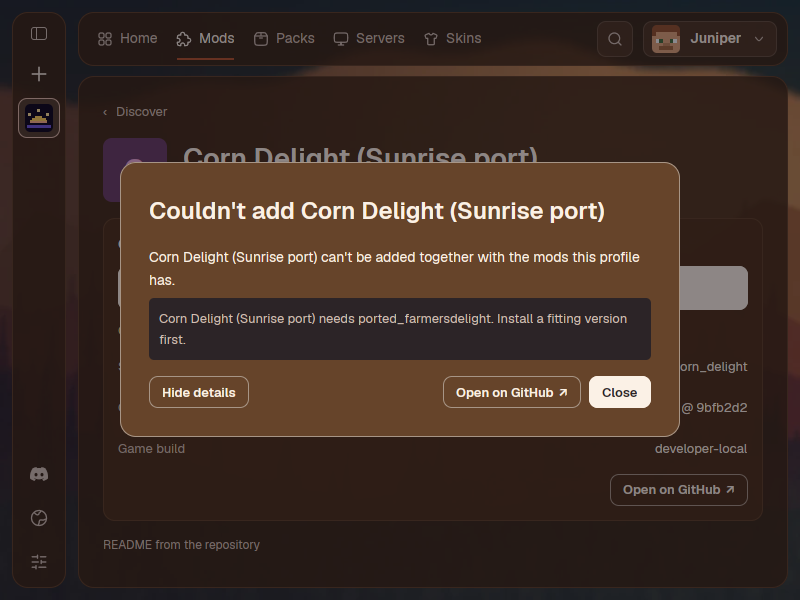 Home
Mods
Packs
Servers
Skins
Juniper
‹ Discover
Corn Delight (Sunrise port)
Couldn't add Corn Delight (Sunrise port)
Corn Delight (Sunrise port) can't be added together with the mods this profile
has.
Corn Delight (Sunrise port) needs ported_farmersdelight. Install a fitting version
first.
Hide details
Open on GitHub ↗
Close
orn_delight
@ 9bfb2d2
Game build
developer-local
Open on GitHub ↗
README from the repository